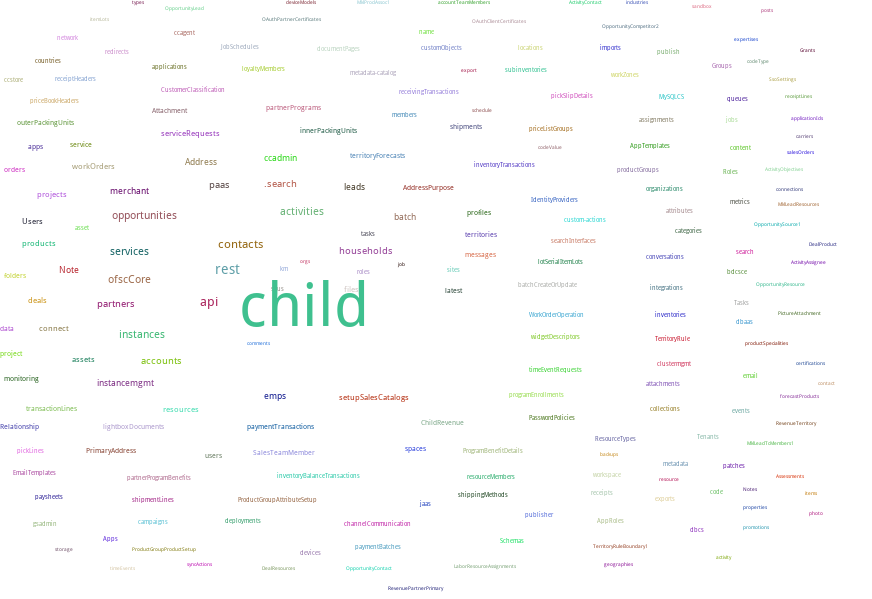 types
OpportunityLead
deviceModels
accountTeamMembers
ActivityContact
industries
sandbox
posts
OAuthPartnerCertificates
OAuthClientCertificates
OpportunityCompetitor2
ccagent
name
network
redirects
JobSchedules
documentPages
customObjects
locations
imports
publish
expertises
Grants
countries
applications
LoyaltyMembers
metadata-catalog
export
subinventories
workZones
Groups
codeType
ccstore
receiptHeaders
CustomerClassification
receivingTransactions
pickSlipDetails
MySQLCS
queues
receiptLines
priceBookHeaders
Attachment
partnerPrograms
members
schedule
outerPackingUnits
serviceRequests
innerPackingUnits
shipments
priceListGroups
assignments
jobs
applicationIds
carriers
apps
service
codeValue
AppTemplates
content
salesOrders
orders
workOrders
Address
ccadmin
territoryForecasts
inventoryTransactions
productGroups
Roles
ActivityObjectives
projects
merchant
paas
.search
leads
AddressPurpose
IdentityProviders
organizations
metrics
connections
MMLeadResources
Users
asset
opportunities
activities
batch
profiles
custom-actions
attributes
OpportunitySource1
products
services
contacts
tasks
households
territories
searchInterfaces
categories
search
DealProduct
folders
Note
ofscCore
rest
km
orgs
roles
job
messages
sites
IotSerialItemLots
conversations
bdcsce
ActivityAssignee
deals
partners
api
child
files
latest
batchCreateOrUpdate
integrations
OpportunityResource
data
connect
instances
WorkOrderOperation
inventories
Tasks
dbaas
PictureAttachment
project
assets
accounts
comments
widgetDescriptors
TerritoryRule
productSpecialities
monitoring
instancemgmt
timeEventRequests
clustermgmt
attachments
email
certifications
contact
transactionLines
resources
emps
setupSalesCatalogs
programEnrollments
collections
events
forecastProducts
Relationship
lightboxDocuments
paymentTransactions
ChildRevenue
PasswordPolicies
ResourceTypes
Tenants
RevenueTerritory
pickLines
PrimaryAddress
users
SalesTeamMember
spaces
ProgramBenefitDetails
backups
metadata
patches
EmailTemplates
partnerProgramBenefits
inventoryBalanceTransactions
resourceMembers
workspace
resource
Assessments
paysheets
shipmentLines
ProductGroupAttributeSetup
jaas
shippingMethods
receipts
exports
code
Notes
items
gsadmin
campaigns
deployments
channelCommunication
publisher
AppRoles
dbcs
properties
promotions
photo
storage
Apps
ProductGroupProductSetup
devices
paymentBatches
Schemas
TerritoryRuleBoundary1
activity
timeEvents
synoActions
DealResources
OpportunityContact
LaborResourceAssignments
geographies
RevenuePartnerPrimary